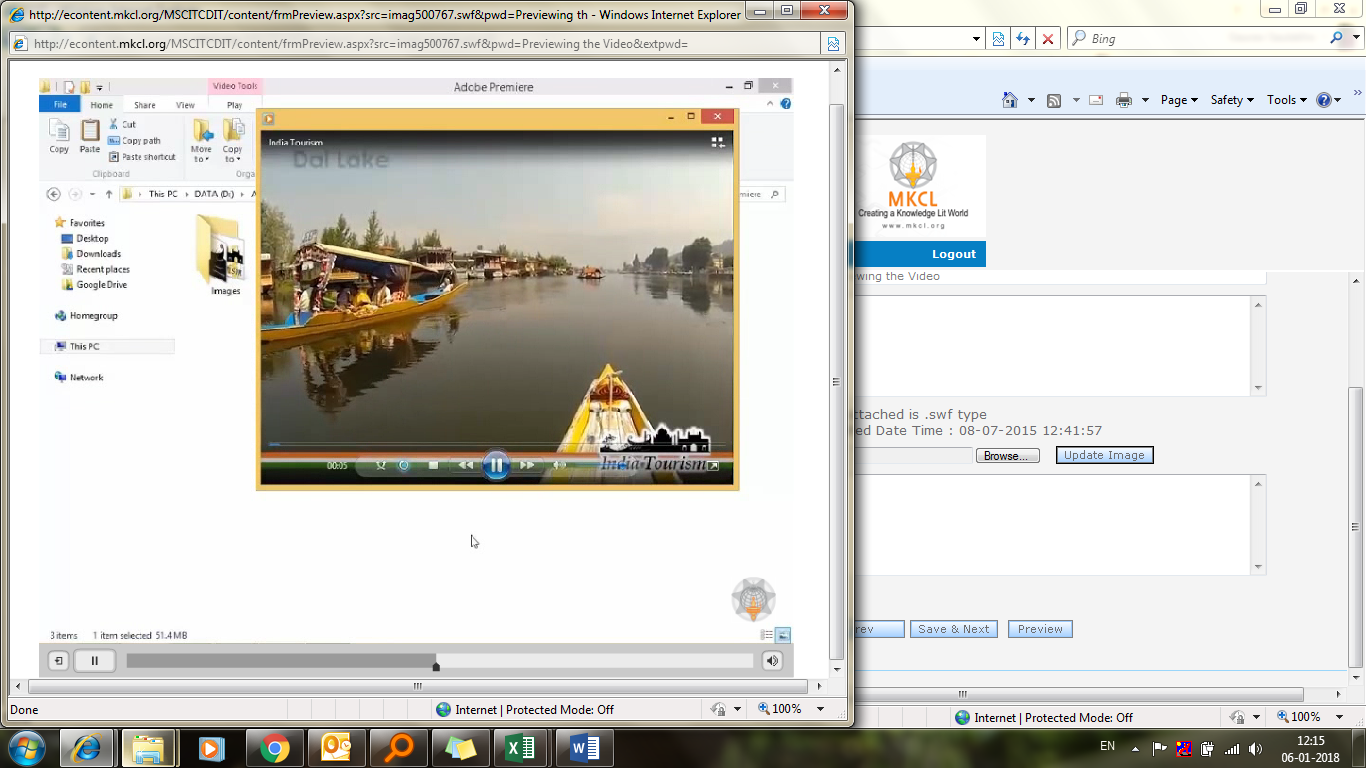 http://econtent.mkcl.org/MSCITCDIT/content/frmPreview.aspx?src=imag500767.swf&pwd=Previewing th - Windows Internet Explorer
http://econtent.mkcl.org/MSCITCDIT/content/frmPreview.aspx?src=imag500767.swf&pwd=Previewing the Video&extpwd=
Bing
Page Safety Tools
Video Tools
Adobe Premiere
File Home Share View Play
Copy Paste
Cut
Copy path
Paste shortcut
More to
Copy to
Clipboard
Orga
This PC DATA (D:) A
miere
Favorites
Desktop
Downloads
Recent places
Google Drive
Homegroup
This PC
Network
Images
India Tourism
Dal Lake
00:05
India Tourism
3 items 1 item selected 51.4 MB
Done
Internet | Protected Mode: Off
100%
MKCL
Creating a Knowledge Lit World
www.mkcl.org
Logout
wing the Video
ttached is .swf type
ed Date Time : 08-07-2015 12:41:57
Browse... Update Image
rev Save & Next Preview
Internet | Protected Mode: Off
100%
EN
12:15
06-01-2018